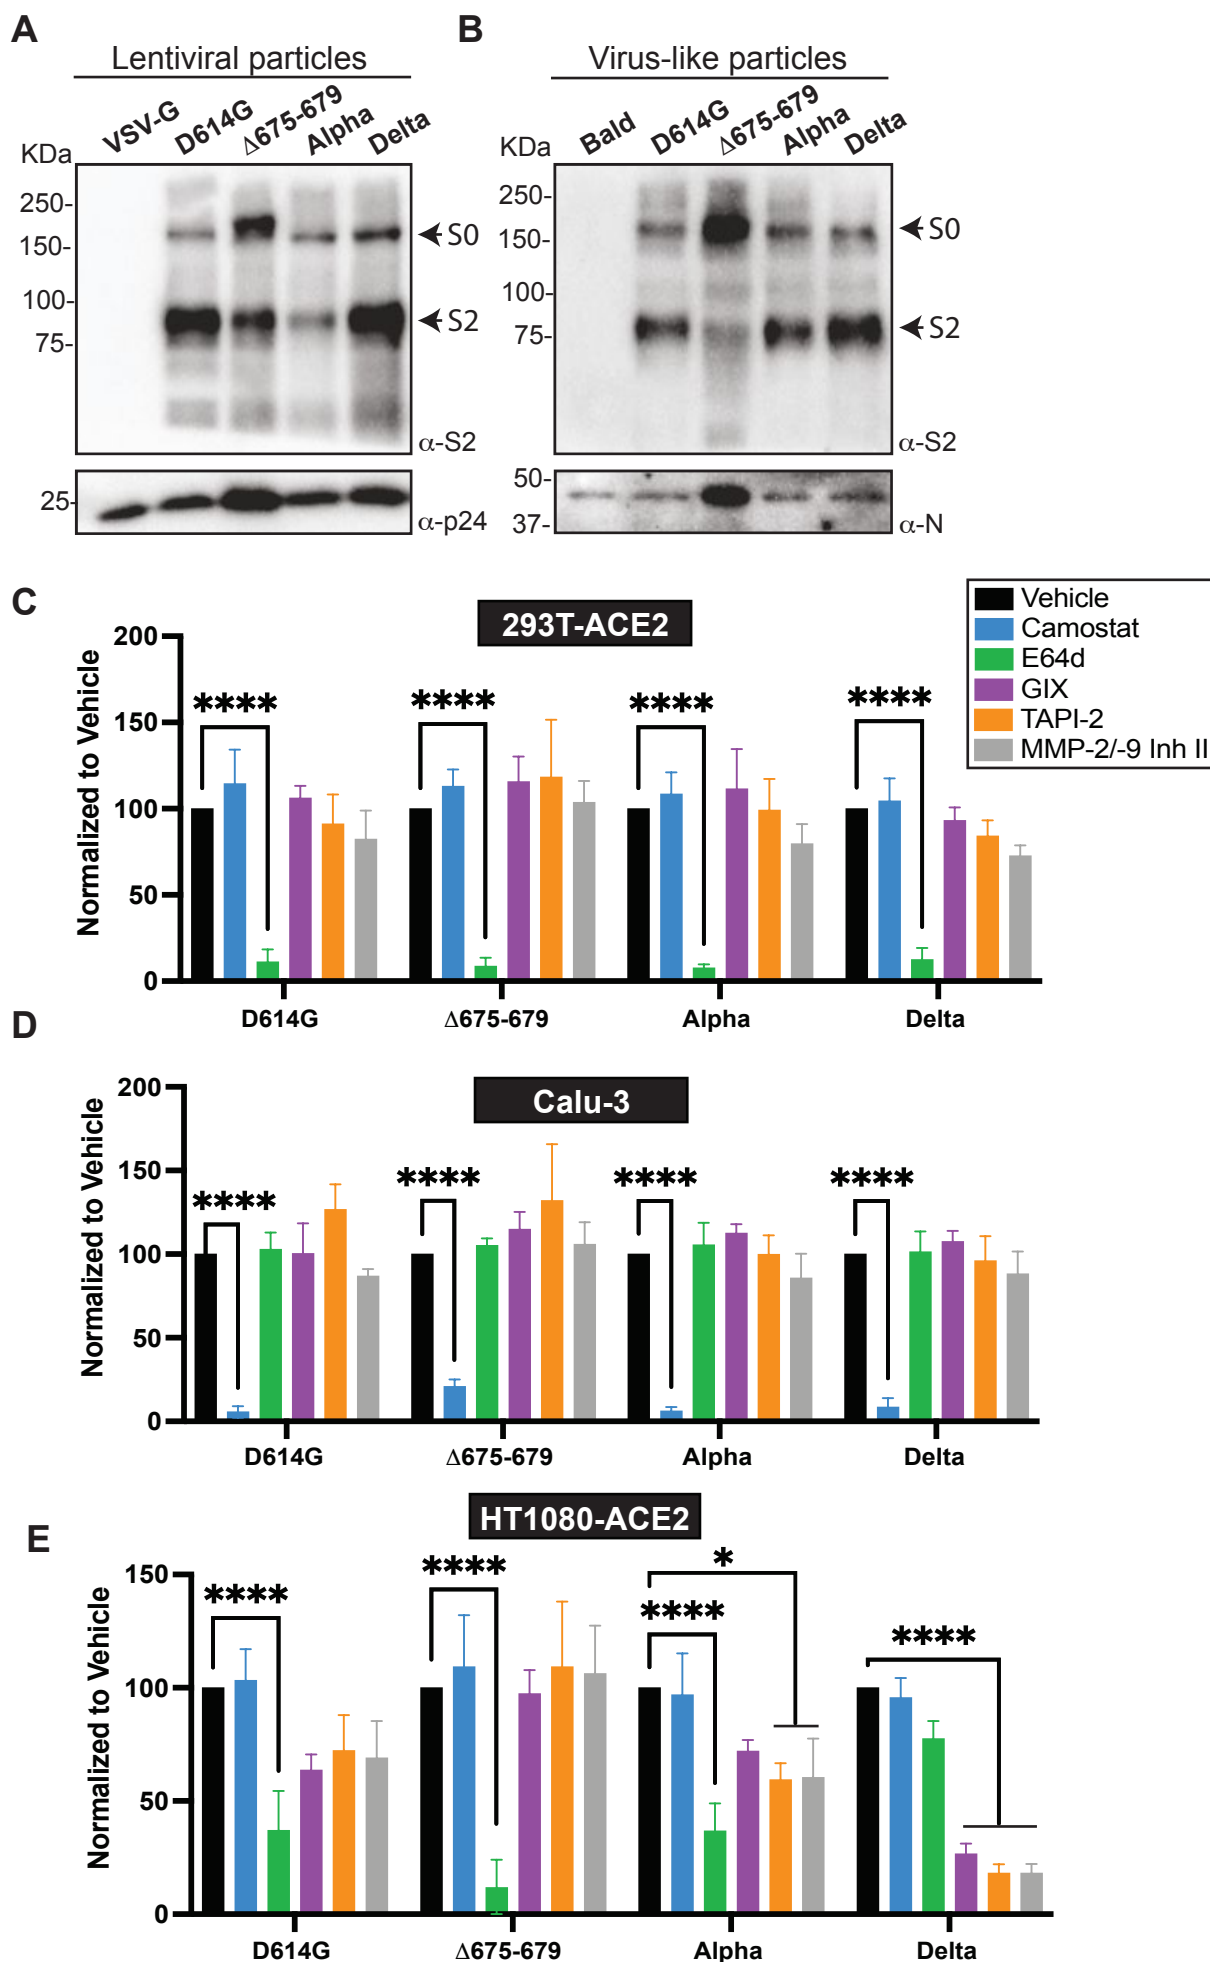 A
Lentiviral particles
VSV-G D614G Δ675-679 Alpha Delta
KDa
250-
150-
100-
75-
S0
S2
α-S2
25-
α-p24
B
Virus-like particles
Bald D614G Δ675-679 Alpha Delta
KDa
250-
150-
100-
75-
S0
S2
α-S2
50-
37-
α-N
Vehicle
Camostat
E64d
GIX
TAPI-2
MMP-2/-9 Inh II
C
293T-ACE2
Normalized to Vehicle
200
150
100
50
0
**** **** **** ****
D614G Δ675-679 Alpha Delta
D
Calu-3
Normalized to Vehicle
200
150
100
50
0
**** **** **** ****
D614G Δ675-679 Alpha Delta
E
HT1080-ACE2
Normalized to Vehicle
150
100
50
0
**** **** **** * ****
D614G Δ675-679 Alpha Delta